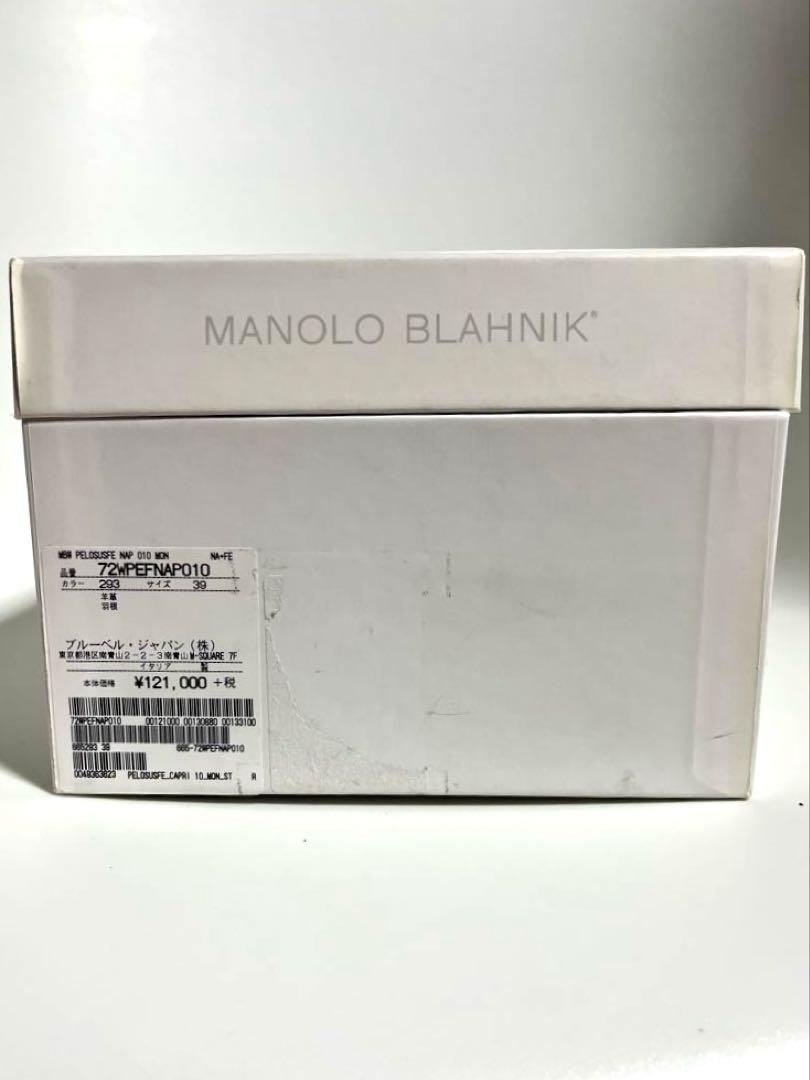 MANOLO BLAHNIK®
MBW PELOSUSFE NAP 010 MON NA+FE
品番 72WPEFNAP010
カラー 293 サイズ 39
羊革
羽根
ブルーベル・ジャパン(株)
東京都港区南青山2-2-3南青山M-SQUARE 7F
イタリア 製
本体価格 ¥121,000 +税
72WPEFNAP010 00121000 00130680 00133100
665293 39 665-72WPEFNAP010
0049363623 PELOSUSFE_CAPRI 10_MON_ST A